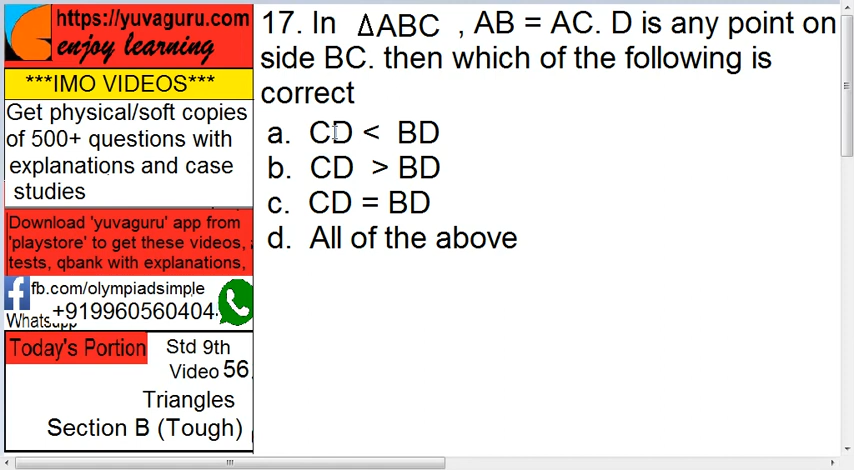 https://yuvaguru.com
enjoy learning
***IMO VIDEOS***
Get physical/soft copies
of 500+ questions with
explanations and case
studies
Download 'yuvaguru' app from
'playstore' to get these videos,
tests, qbank with explanations,
fb.com/olympiadsimple
+919960560404
Whatsupp
Today's Portion Std 9th
Video 56
Triangles
Section B (Tough)
17. In ΔABC , AB = AC. D is any point on
side BC. then which of the following is
correct
a. CD < BD
b. CD > BD
c. CD = BD
d. All of the above